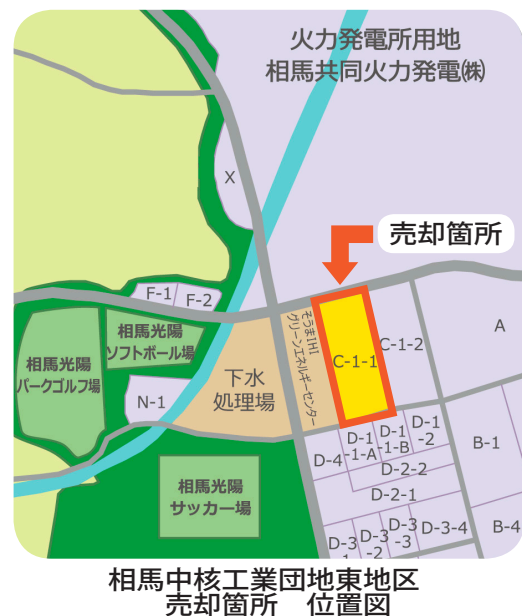 火力発電所用地
相馬共同火力発電㈱
X
売却箇所
F-1
F-2
相馬光陽
ソフトボール場
相馬光陽
パークゴルフ場
N-1
下水
処理場
そうまIHI
グリーンエネルギーセンター
C-1-1
C-1-2
A
D-4
D-1
-1-A
D-1
-1-B
D-1
-2
D-2-2
D-2-1
B-1
B-4
D-3
D-3
-2
D-3
-3
D-3-4
相馬光陽
サッカー場
相馬中核工業団地東地区
売却箇所 位置図